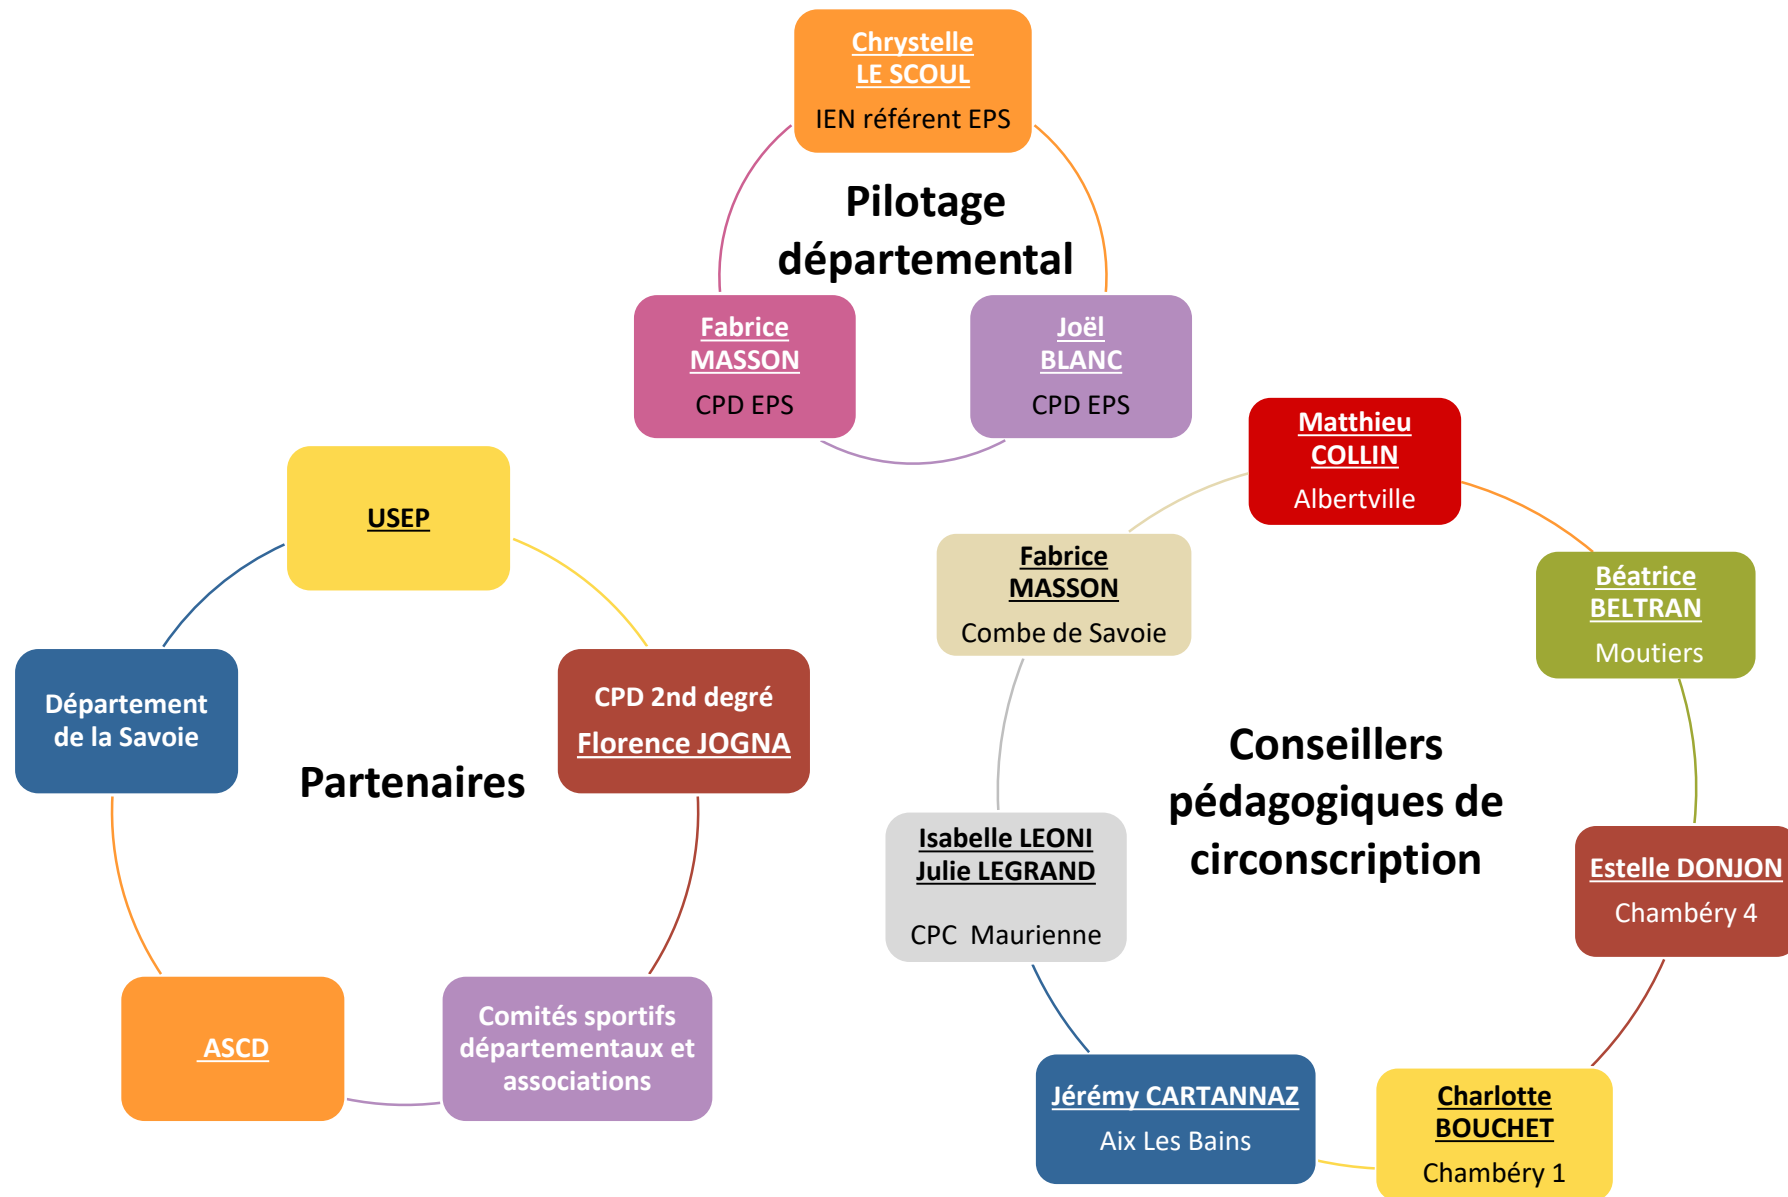 Chrystelle
LE SCOUL
IEN référent EPS
Pilotage
départemental
Fabrice
MASSON
CPD EPS
Joël
BLANC
CPD EPS
USEP
Département
de la Savoie
CPD 2nd degré
Florence JOGNA
Partenaires
ASCD
Comités sportifs
départementaux et
associations
Matthieu
COLLIN
Albertville
Fabrice
MASSON
Combe de Savoie
Béatrice
BELTRAN
Moutiers
Conseillers
pédagogiques de
circonscription
Isabelle LEONI
Julie LEGRAND
CPC  Maurienne
Estelle DONJON
Chambéry 4
Jérémy CARTANNAZ
Aix Les Bains
Charlotte
BOUCHET
Chambéry 1